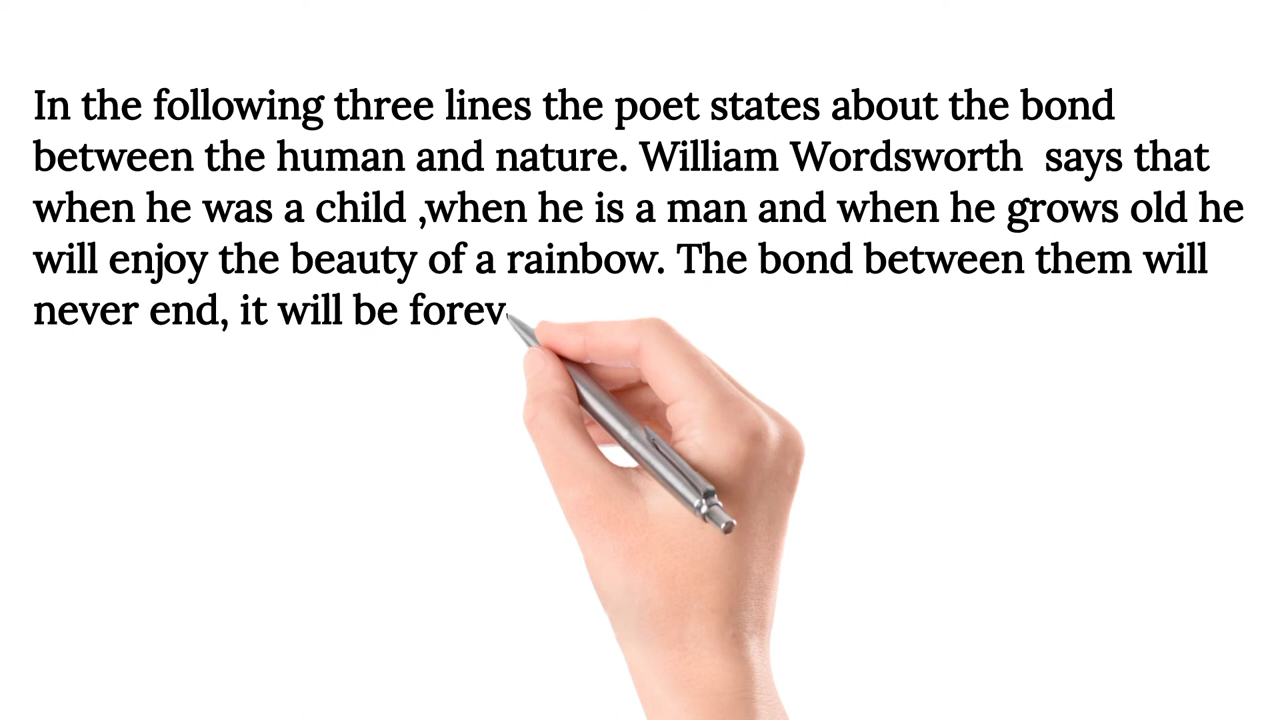 In the following three lines the poet states about the bond
between the human and nature. William Wordsworth  says that
when he was a child ,when he is a man and when he grows old he
will enjoy the beauty of a rainbow. The bond between them will
never end, it will be forev